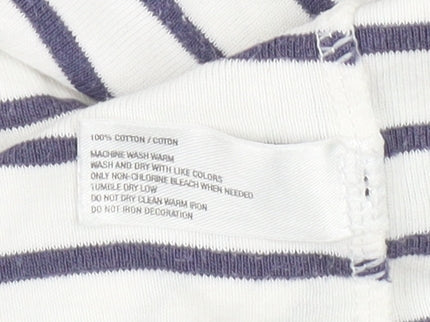 100% COTTON / COTON
MACHINE WASH WARM
WASH AND DRY WITH LIKE COLORS
ONLY NON-CHLORINE BLEACH WHEN NEEDED
TUMBLE DRY LOW
DO NOT DRY CLEAN WARM IRON
DO NOT IRON DECORATION